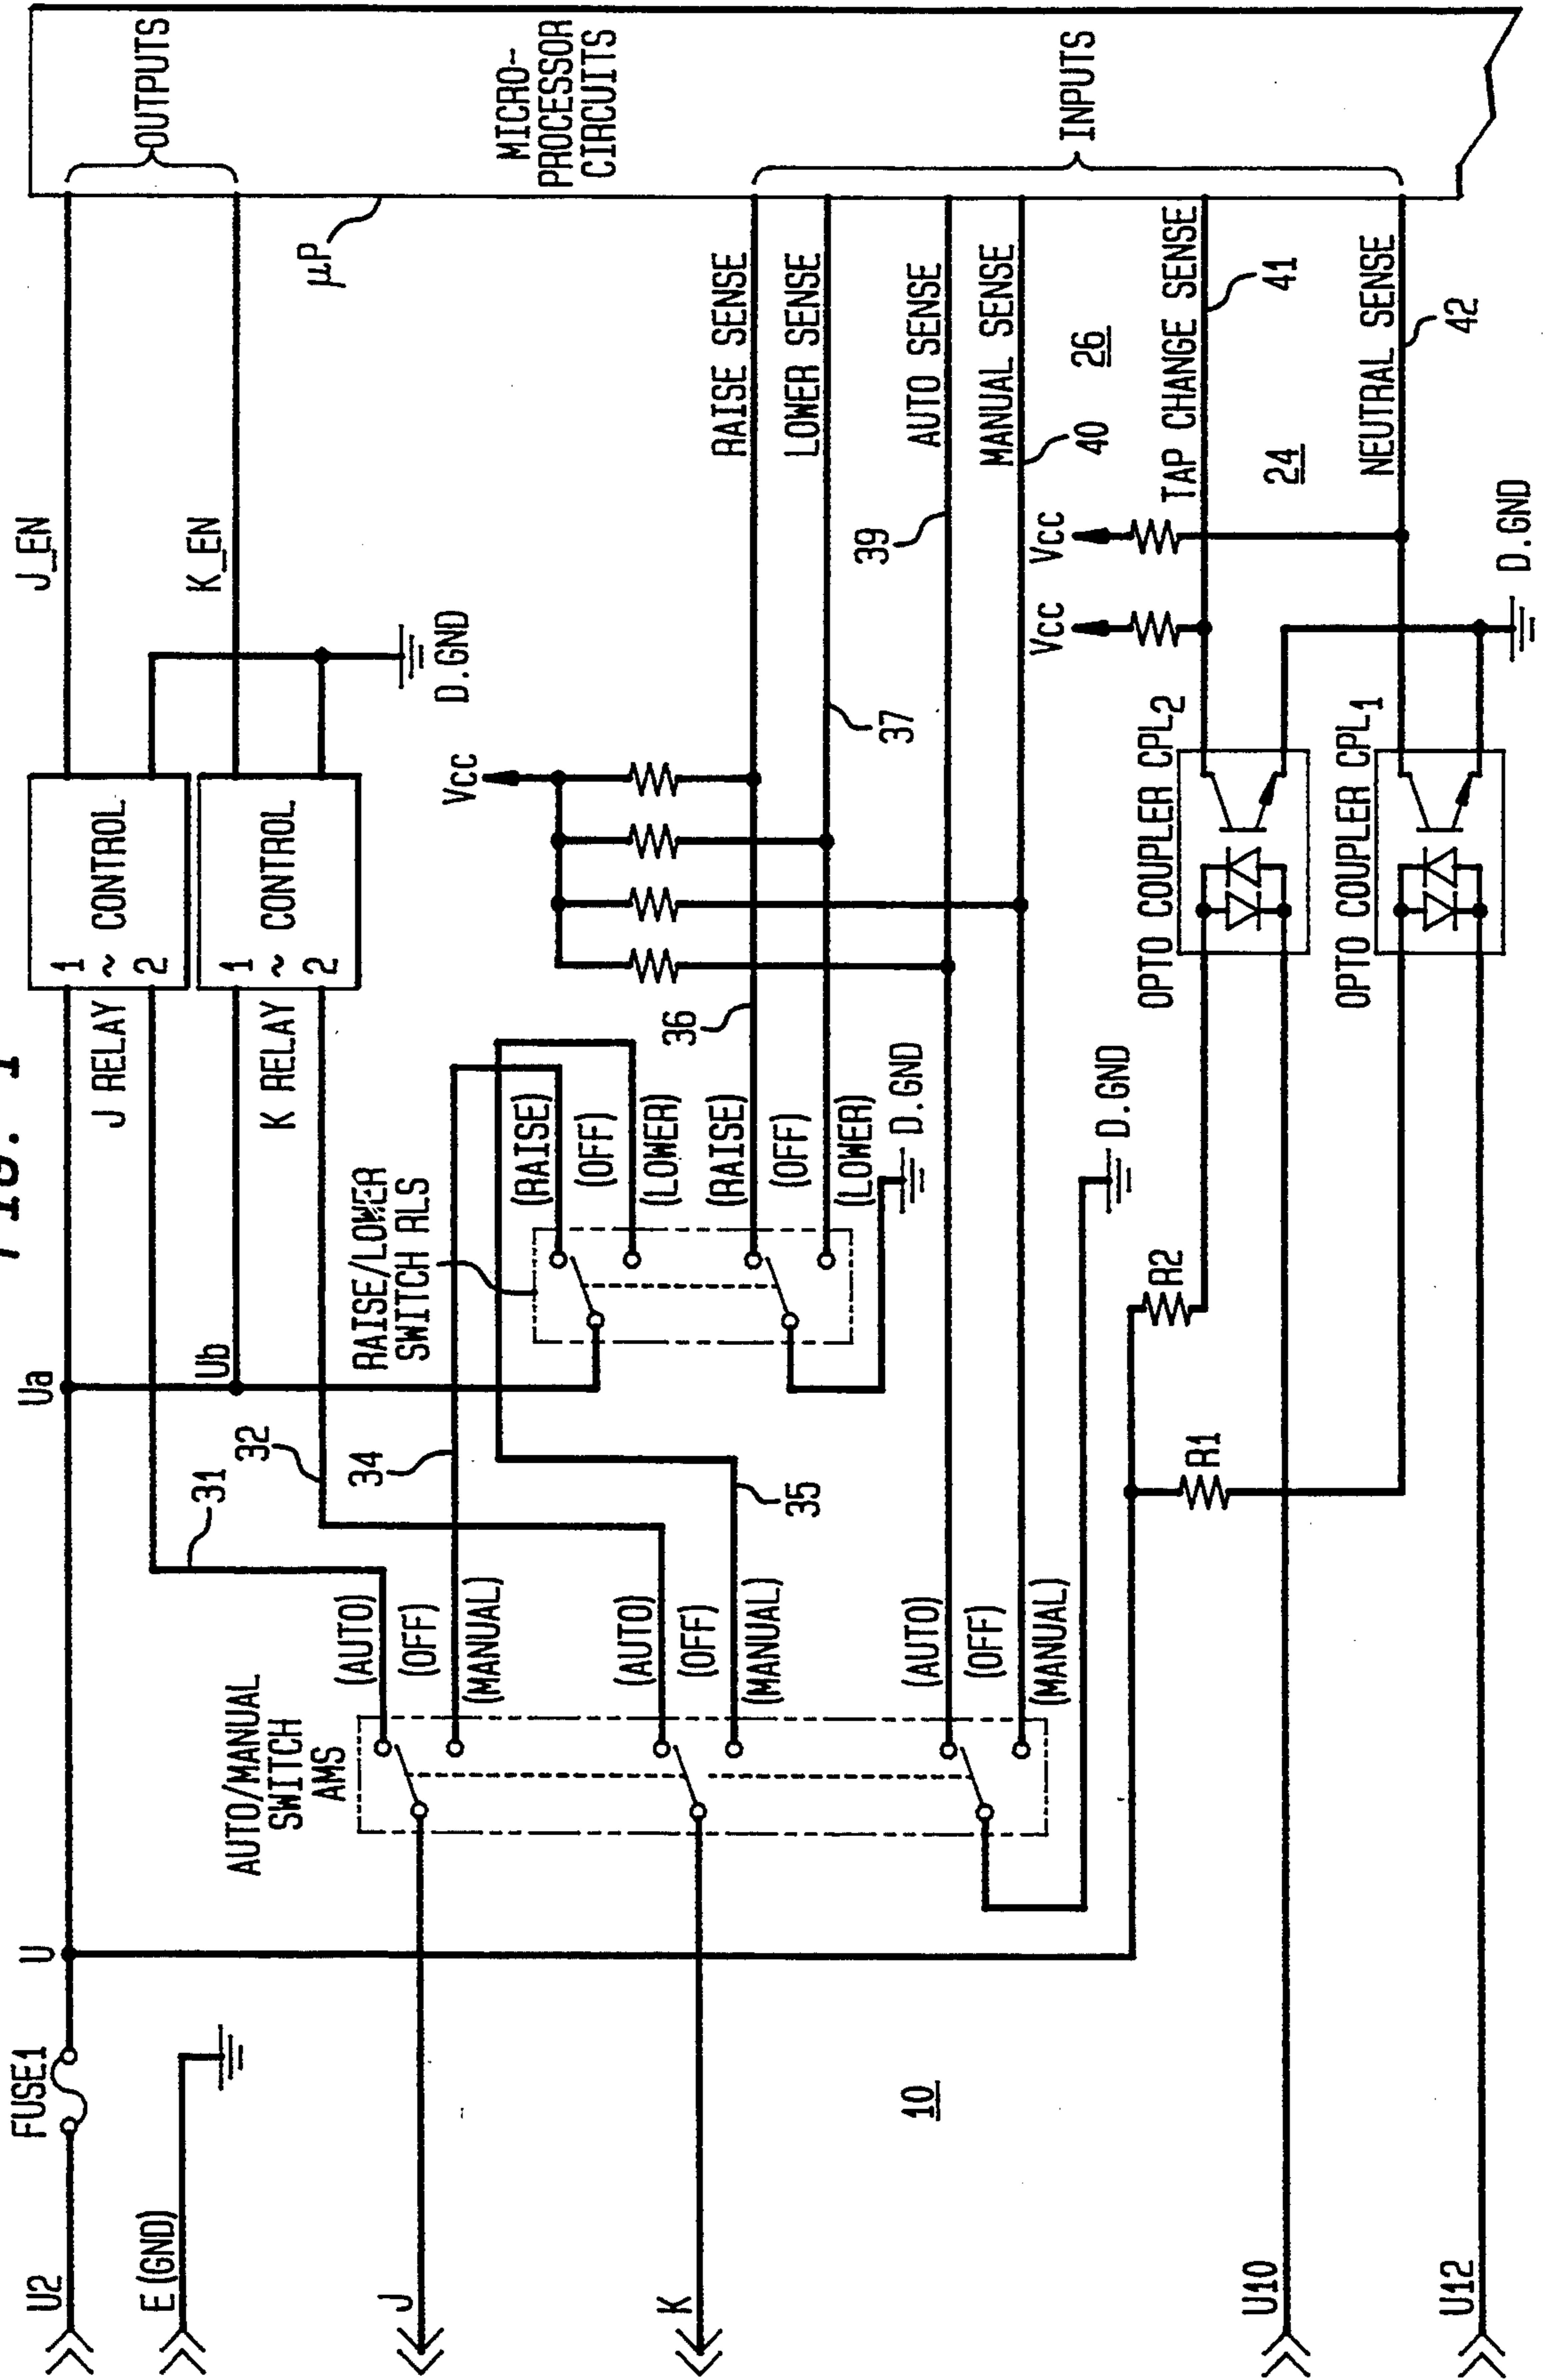 FIG. 1
U2
FUSE1
U
Ua
J_EN
OUTPUTS
E (GND)
Ub
J RELAY
1
~ CONTROL
2
K RELAY
1
~ CONTROL
2
K_EN
D.GND
µP
MICRO-
PROCESSOR
CIRCUITS
31
32
34
35
AUTO/MANUAL
SWITCH
AMS
(AUTO)
(OFF)
(MANUAL)
(AUTO)
(OFF)
(MANUAL)
(AUTO)
(OFF)
(MANUAL)
RAISE/LOWER
SWITCH RLS
(RAISE)
(OFF)
(LOWER)
(RAISE)
(OFF)
(LOWER)
D.GND
Vcc
36
37
RAISE SENSE
LOWER SENSE
INPUTS
39
AUTO SENSE
MANUAL SENSE
40
26
J
K
10
D.GND
R1
R2
Vcc
Vcc
TAP CHANGE SENSE
41
OPTO COUPLER CPL2
24
NEUTRAL SENSE
42
OPTO COUPLER CPL1
D.GND
U10
U12